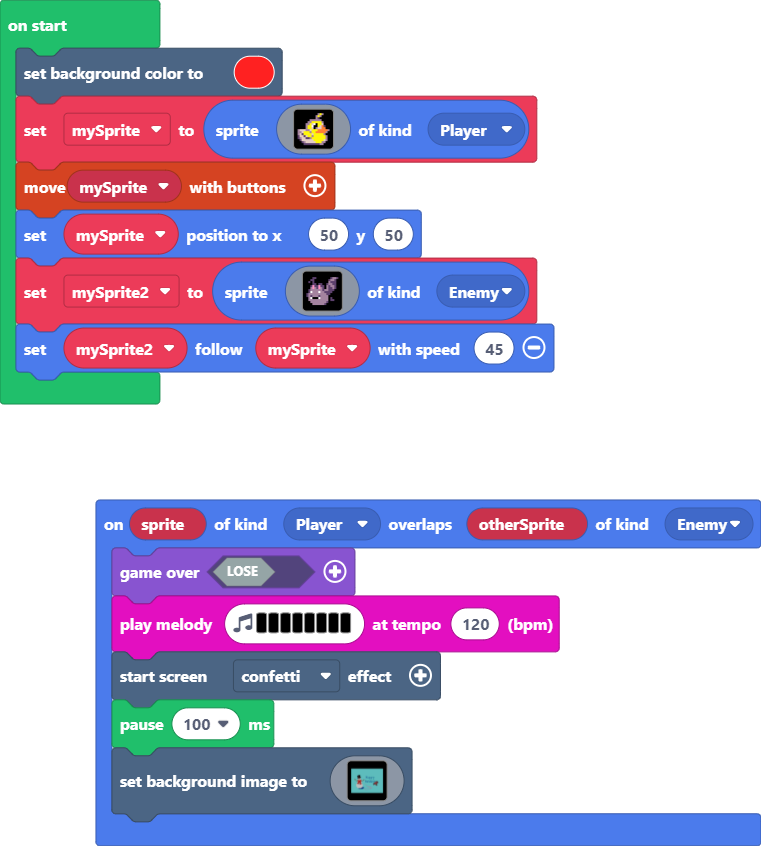 on start
set background color to
set mySprite to sprite of kind Player
move mySprite with buttons
set mySprite position to x 50 y 50
set mySprite2 to sprite of kind Enemy
set mySprite2 follow mySprite with speed 45
on sprite of kind Player overlaps otherSprite of kind Enemy
game over LOSE
play melody at tempo 120 (bpm)
start screen confetti effect
pause 100 ms
set background image to